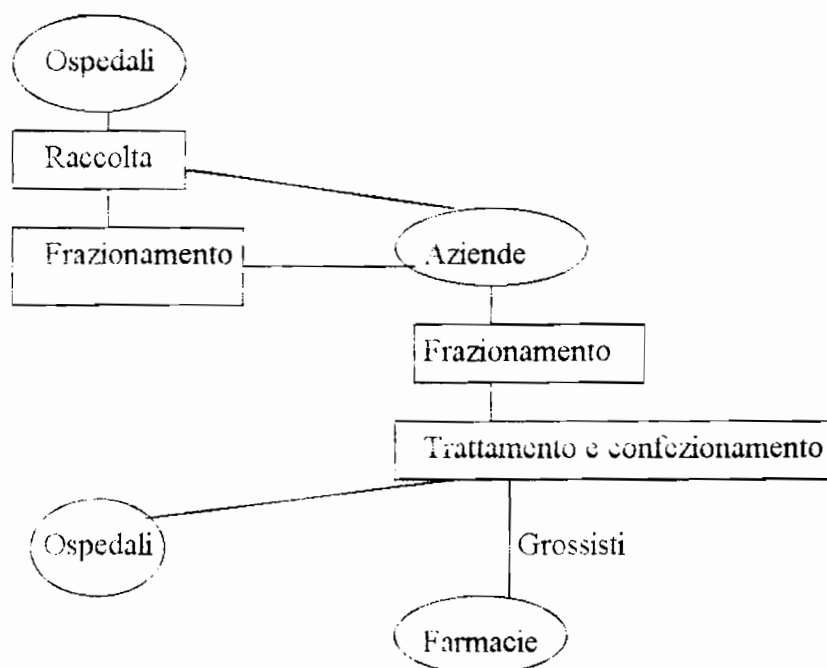 Ospedali
Raccolta
Frazionamento
Aziende
Frazionamento
Trattamento e confezionamento
Ospedali
Grossisti
Farmacie